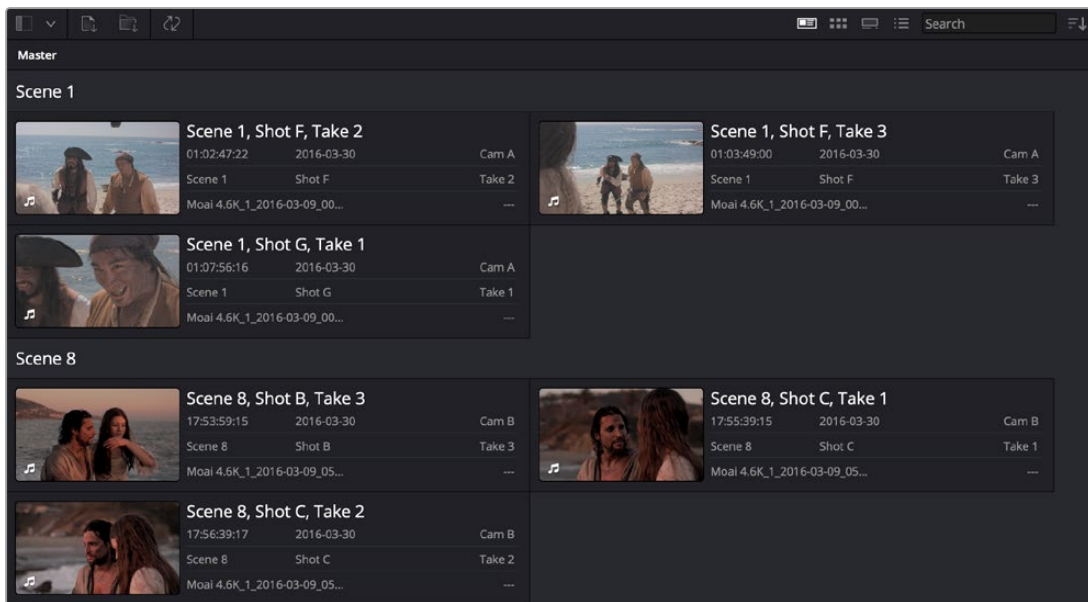 Search
Master
Scene 1
Scene 1, Shot F, Take 2
01:02:47:22 2016-03-30 Cam A
Scene 1 Shot F Take 2
Moai 4.6K_1_2016-03-09_00... ---
Scene 1, Shot F, Take 3
01:03:49:00 2016-03-30 Cam A
Scene 1 Shot F Take 3
Moai 4.6K_1_2016-03-09_00... ---
Scene 1, Shot G, Take 1
01:07:56:16 2016-03-30 Cam A
Scene 1 Shot G Take 1
Moai 4.6K_1_2016-03-09_00... ---
Scene 8
Scene 8, Shot B, Take 3
17:53:59:15 2016-03-30 Cam B
Scene 8 Shot B Take 3
Moai 4.6K_1_2016-03-09_05... ---
Scene 8, Shot C, Take 1
17:55:39:15 2016-03-30 Cam B
Scene 8 Shot C Take 1
Moai 4.6K_1_2016-03-09_05... ---
Scene 8, Shot C, Take 2
17:56:39:17 2016-03-30 Cam B
Scene 8 Shot C Take 2
Moai 4.6K_1_2016-03-09_05... ---